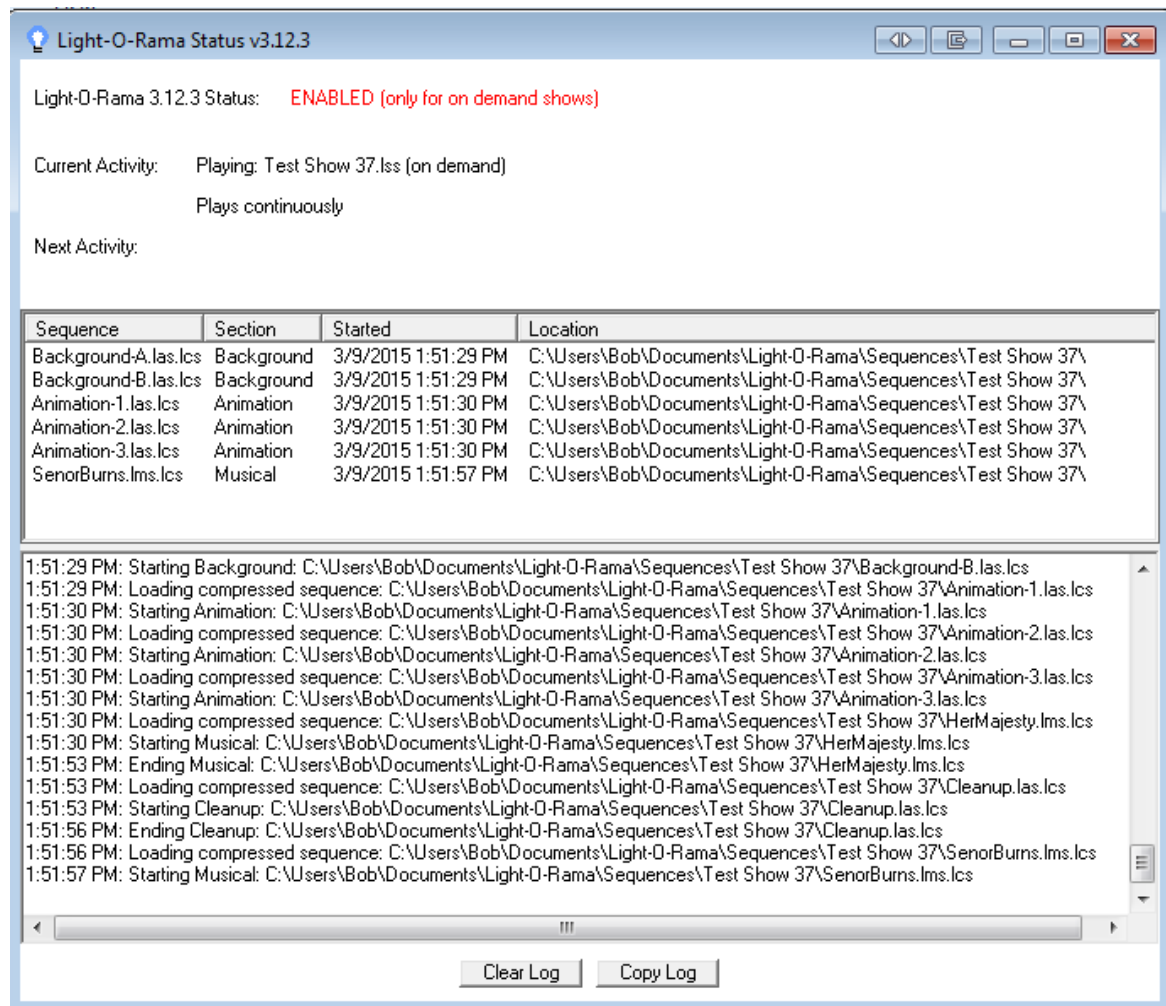 Light-O-Rama Status v3.12.3
Light-O-Rama 3.12.3 Status: ENABLED (only for on demand shows)
Current Activity: Playing: Test Show 37.lss (on demand)
Plays continuously
Next Activity:
Sequence Section Started Location
Background-A.las.lcs Background 3/9/2015 1:51:29 PM C:\Users\Bob\Documents\Light-O-Rama\Sequences\Test Show 37\
Background-B.las.lcs Background 3/9/2015 1:51:29 PM C:\Users\Bob\Documents\Light-O-Rama\Sequences\Test Show 37\
Animation-1.las.lcs Animation 3/9/2015 1:51:30 PM C:\Users\Bob\Documents\Light-O-Rama\Sequences\Test Show 37\
Animation-2.las.lcs Animation 3/9/2015 1:51:30 PM C:\Users\Bob\Documents\Light-O-Rama\Sequences\Test Show 37\
Animation-3.las.lcs Animation 3/9/2015 1:51:30 PM C:\Users\Bob\Documents\Light-O-Rama\Sequences\Test Show 37\
SenorBurns.lms.lcs Musical 3/9/2015 1:51:57 PM C:\Users\Bob\Documents\Light-O-Rama\Sequences\Test Show 37\
1:51:29 PM: Starting Background: C:\Users\Bob\Documents\Light-O-Rama\Sequences\Test Show 37\Background-B.las.lcs
1:51:29 PM: Loading compressed sequence: C:\Users\Bob\Documents\Light-O-Rama\Sequences\Test Show 37\Animation-1.las.lcs
1:51:30 PM: Starting Animation: C:\Users\Bob\Documents\Light-O-Rama\Sequences\Test Show 37\Animation-1.las.lcs
1:51:30 PM: Loading compressed sequence: C:\Users\Bob\Documents\Light-O-Rama\Sequences\Test Show 37\Animation-2.las.lcs
1:51:30 PM: Starting Animation: C:\Users\Bob\Documents\Light-O-Rama\Sequences\Test Show 37\Animation-2.las.lcs
1:51:30 PM: Loading compressed sequence: C:\Users\Bob\Documents\Light-O-Rama\Sequences\Test Show 37\Animation-3.las.lcs
1:51:30 PM: Starting Animation: C:\Users\Bob\Documents\Light-O-Rama\Sequences\Test Show 37\Animation-3.las.lcs
1:51:30 PM: Loading compressed sequence: C:\Users\Bob\Documents\Light-O-Rama\Sequences\Test Show 37\HerMajesty.lms.lcs
1:51:30 PM: Starting Musical: C:\Users\Bob\Documents\Light-O-Rama\Sequences\Test Show 37\HerMajesty.lms.lcs
1:51:53 PM: Ending Musical: C:\Users\Bob\Documents\Light-O-Rama\Sequences\Test Show 37\HerMajesty.lms.lcs
1:51:53 PM: Loading compressed sequence: C:\Users\Bob\Documents\Light-O-Rama\Sequences\Test Show 37\Cleanup.las.lcs
1:51:53 PM: Starting Cleanup: C:\Users\Bob\Documents\Light-O-Rama\Sequences\Test Show 37\Cleanup.las.lcs
1:51:56 PM: Ending Cleanup: C:\Users\Bob\Documents\Light-O-Rama\Sequences\Test Show 37\Cleanup.las.lcs
1:51:56 PM: Loading compressed sequence: C:\Users\Bob\Documents\Light-O-Rama\Sequences\Test Show 37\SenorBurns.lms.lcs
1:51:57 PM: Starting Musical: C:\Users\Bob\Documents\Light-O-Rama\Sequences\Test Show 37\SenorBurns.lms.lcs
Clear Log Copy Log